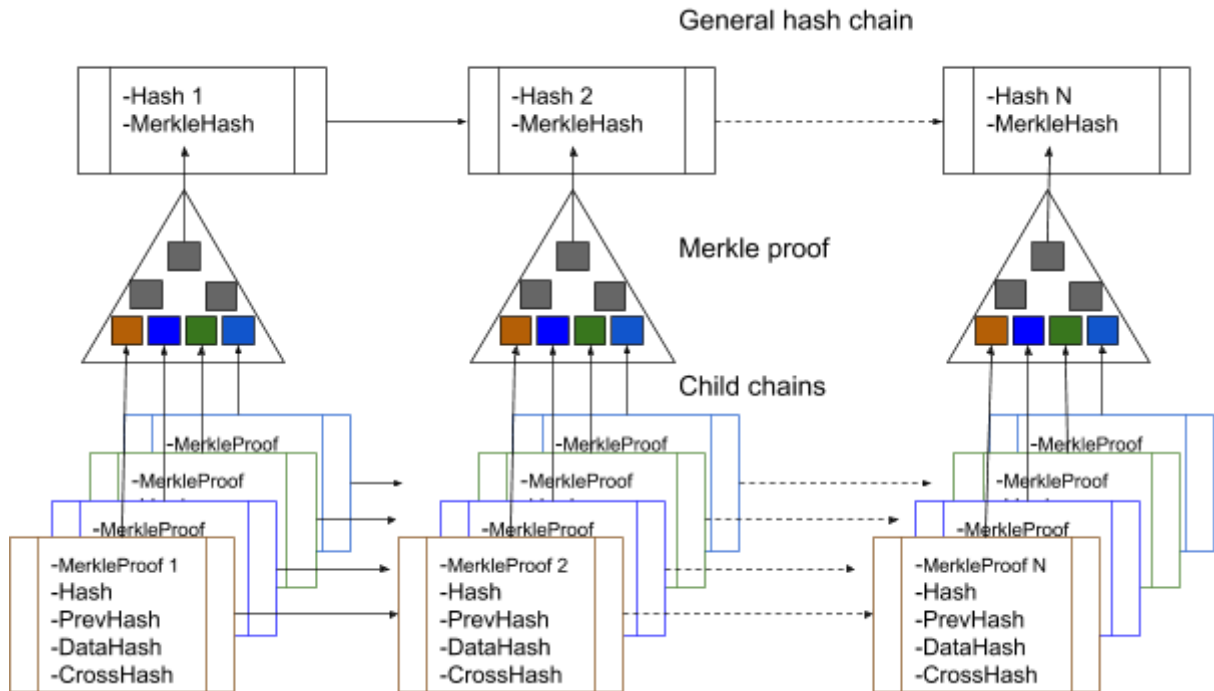 General hash chain
-Hash 1
-MerkleHash
-Hash 2
-MerkleHash
-Hash N
-MerkleHash
Merkle proof
Child chains
-MerkleProof
-MerkleProof
-MerkleProof
-MerkleProof 1
-Hash
-PrevHash
-DataHash
-CrossHash
-MerkleProof
-MerkleProof
-MerkleProof
-MerkleProof 2
-Hash
-PrevHash
-DataHash
-CrossHash
-MerkleProof
-MerkleProof
-MerkleProof
-MerkleProof N
-Hash
-PrevHash
-DataHash
-CrossHash